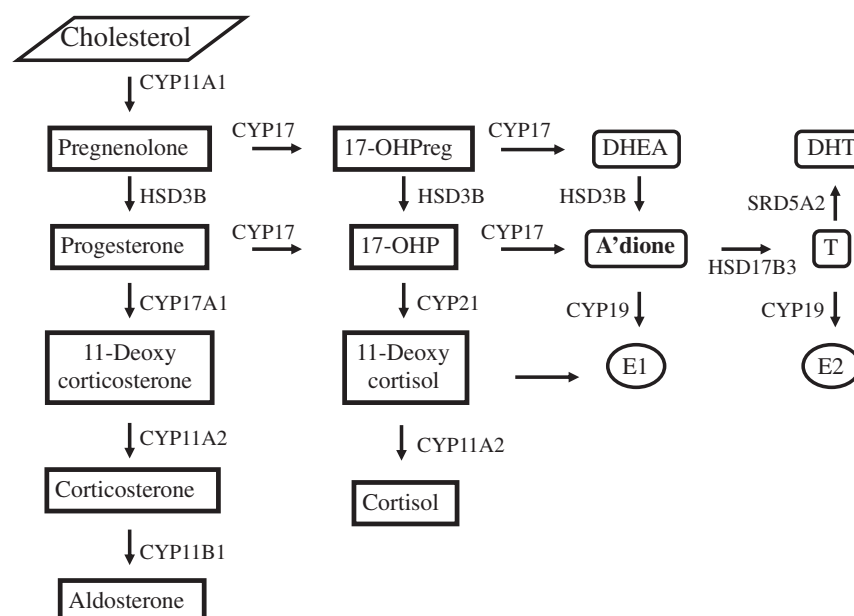 Cholesterol
CYP11A1
CYP17
CYP17
Pregnenolone
17-OHPreg
DHEA
DHT
HSD3B
HSD3B
HSD3B
SRD5A2
CYP17
CYP17
Progesterone
17-OHP
A'dione
T
HSD17B3
CYP17A1
CYP21
CYP19
CYP19
11-Deoxy
corticosterone
11-Deoxy
cortisol
E1
E2
CYP11A2
CYP11A2
Corticosterone
Cortisol
CYP11B1
Aldosterone